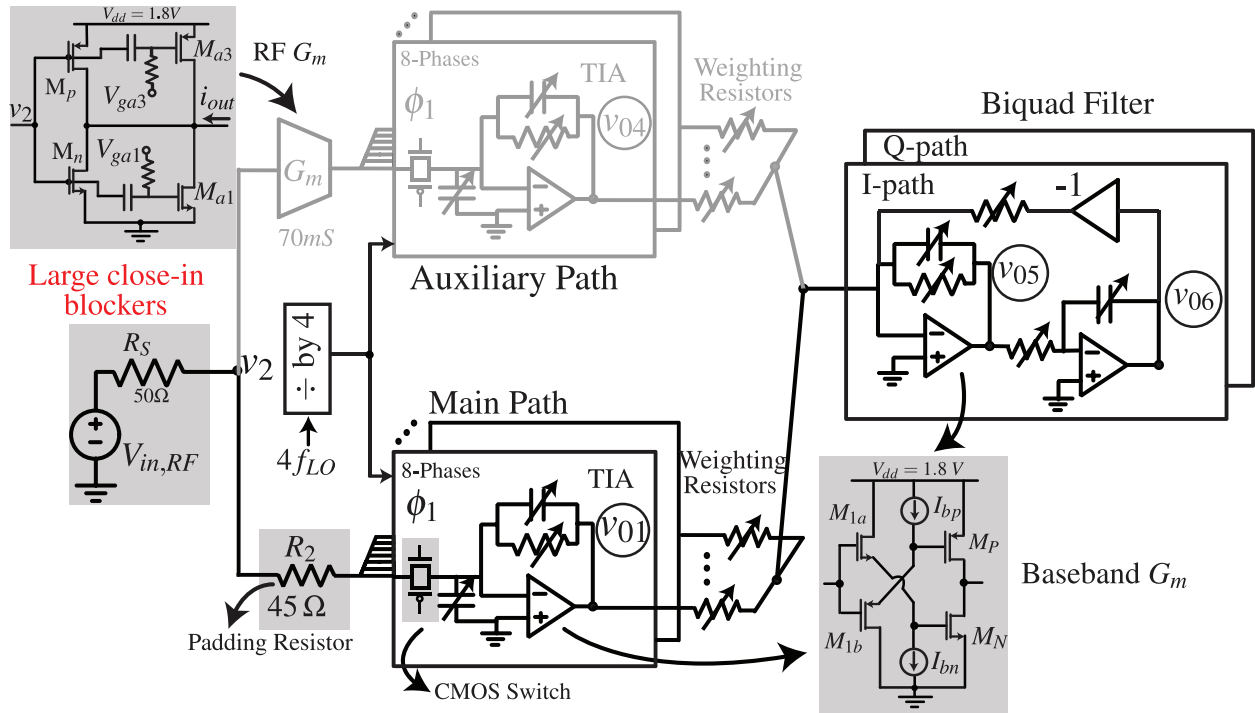 V_dd = 1.8V
M_p
M_a3
V_ga3
v_2
i_out
M_n
V_ga1
M_a1
RF G_m
G_m
70mS
8-Phases
TIA
ϕ_1
v_04
Auxiliary Path
Weighting
Resistors
Large close-in
blockers
R_S
50Ω
v_2
V_in,RF
÷ by 4
4f_LO
Main Path
8-Phases
TIA
ϕ_1
v_01
Weighting
Resistors
R_2
45 Ω
Padding Resistor
CMOS Switch
Biquad Filter
Q-path
I-path
-1
v_05
v_06
V_dd = 1.8 V
M_1a
I_bp
M_P
M_1b
M_N
I_bn
Baseband G_m